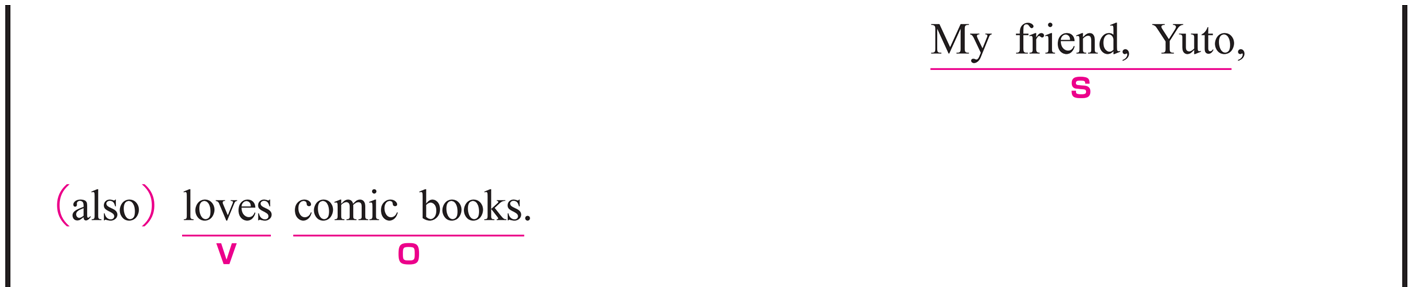 My friend, Yuto,
S
(also) loves comic books.
V O